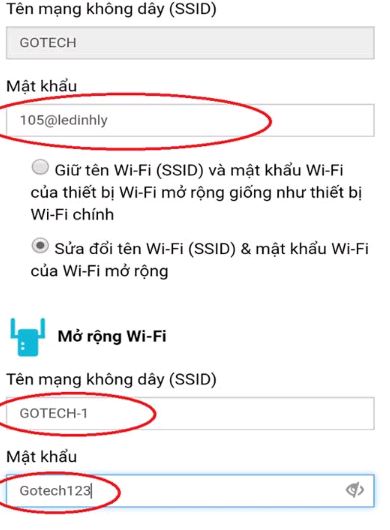 Tên mạng không dây (SSID)
GOTECH
Mật khẩu
105@ledinhly
Giữ tên Wi-Fi (SSID) và mật khẩu Wi-Fi
của thiết bị Wi-Fi mở rộng giống như thiết bị
Wi-Fi chính
Sửa đổi tên Wi-Fi (SSID) & mật khẩu Wi-Fi
của Wi-Fi mở rộng
Mở rộng Wi-Fi
Tên mạng không dây (SSID)
GOTECH-1
Mật khẩu
Gotech123